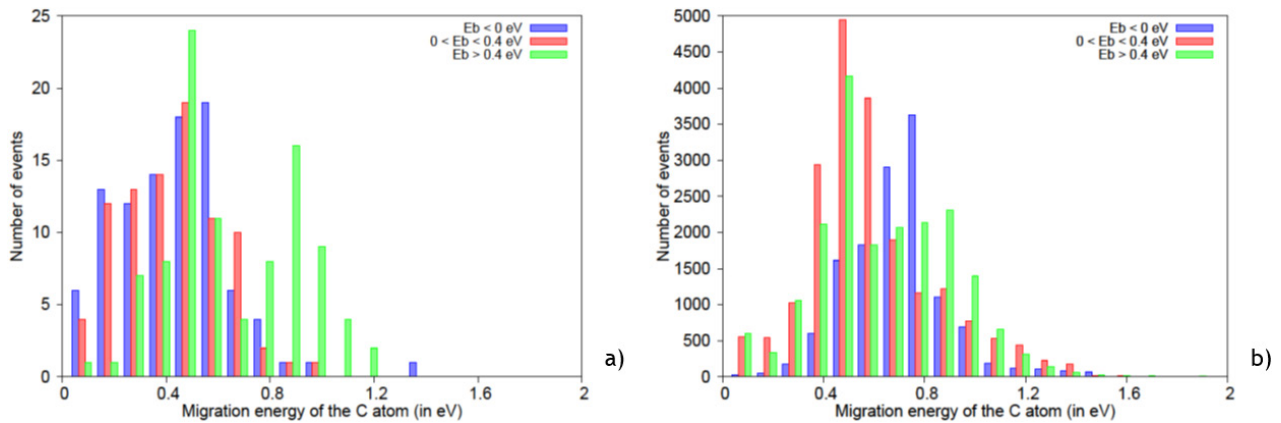 25
20
15
10
5
0
Number of events
Eb < 0 eV
0 < Eb < 0.4 eV
Eb > 0.4 eV
0 0.4 0.8 1.2 1.6 2
Migration energy of the C atom (in eV)
a)
5000
4500
4000
3500
3000
2500
2000
1500
1000
500
0
Number of events
Eb < 0 eV
0 < Eb < 0.4 eV
Eb > 0.4 eV
0.4 0.8 1.2 1.6 2
Migration energy of the C atom (in eV)
b)